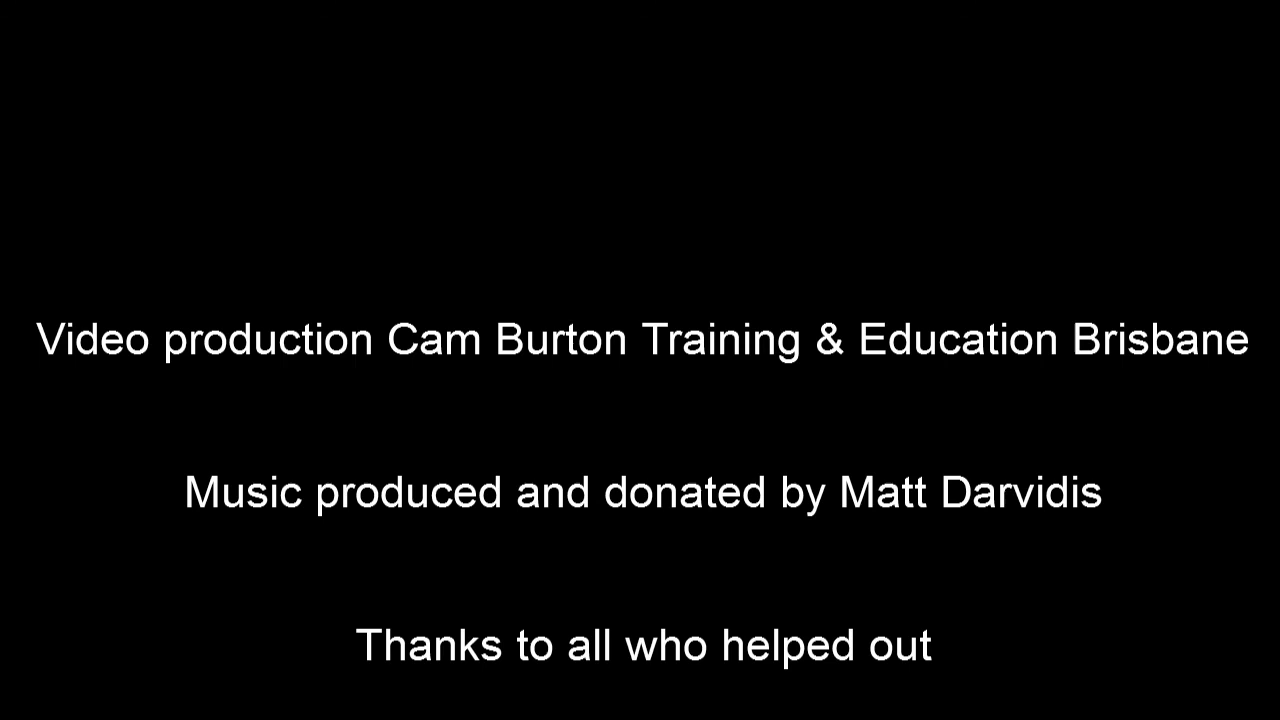 Video production Cam Burton Training & Education Brisbane
Music produced and donated by Matt Darvidis
Thanks to all who helped out